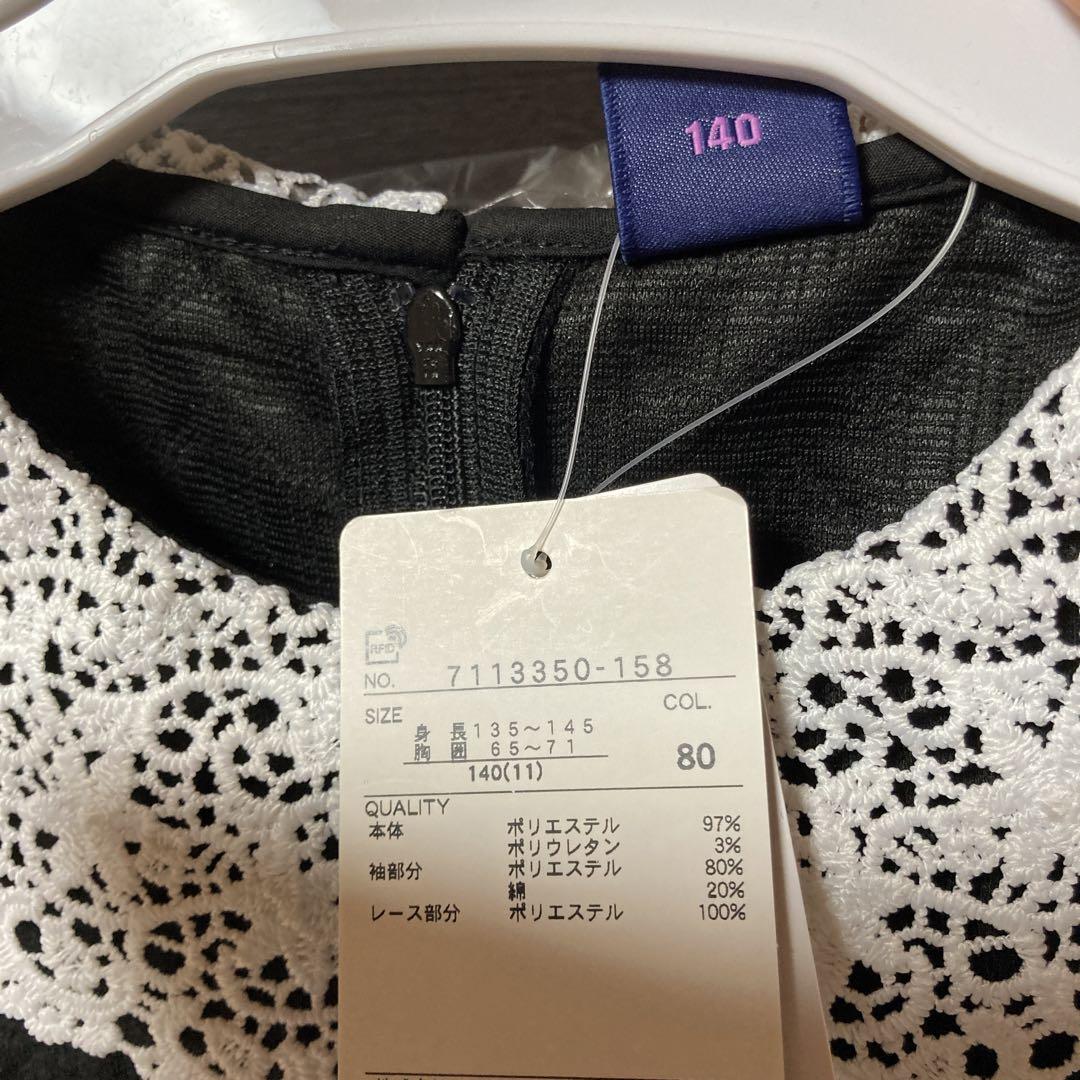 140
RFID
NO. 7113350-158
SIZE COL.
身 長 135～145
胸 囲 65～71
140(11) 80
QUALITY
本体 ポリエステル 97%
ポリウレタン 3%
袖部分 ポリエステル 80%
綿 20%
レース部分 ポリエステル 100%